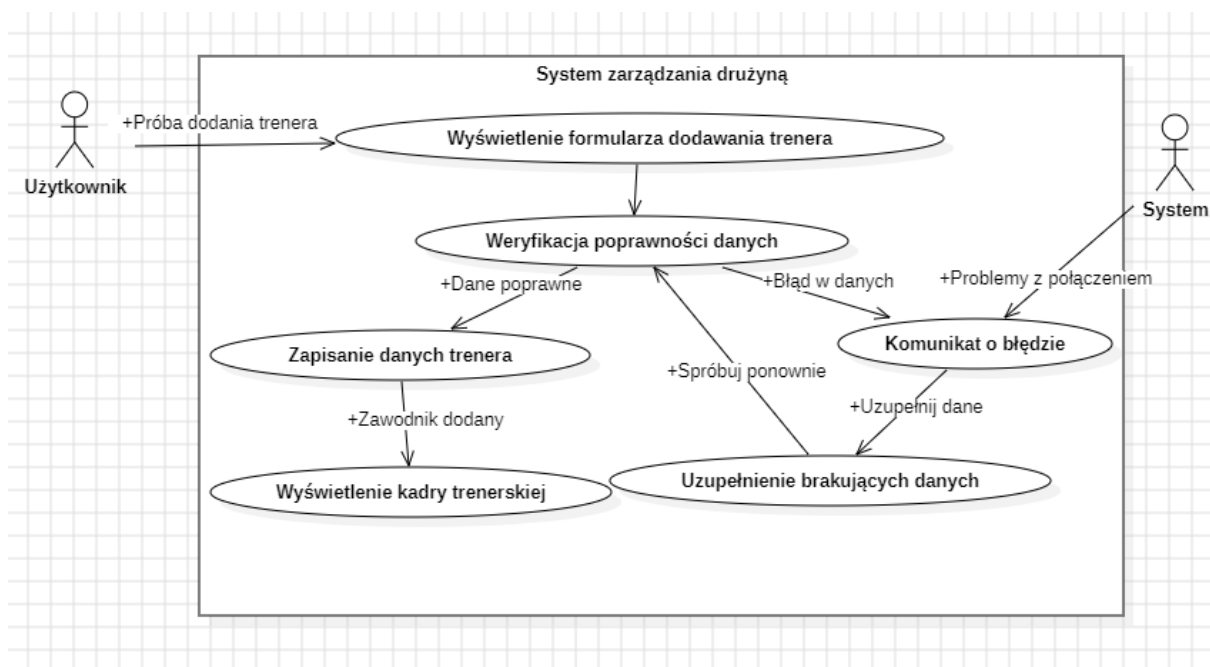 System zarządzania drużyną
+Próba dodania trenera
Wyświetlenie formularza dodawania trenera
Użytkownik
System
Weryfikacja poprawności danych
+Dane poprawne
+Błąd w danych
+Problemy z połączeniem
Zapisanie danych trenera
Komunikat o błędzie
+Spróbuj ponownie
+Zawodnik dodany
+Uzupełnij dane
Wyświetlenie kadry trenerskiej
Uzupełnienie brakujących danych